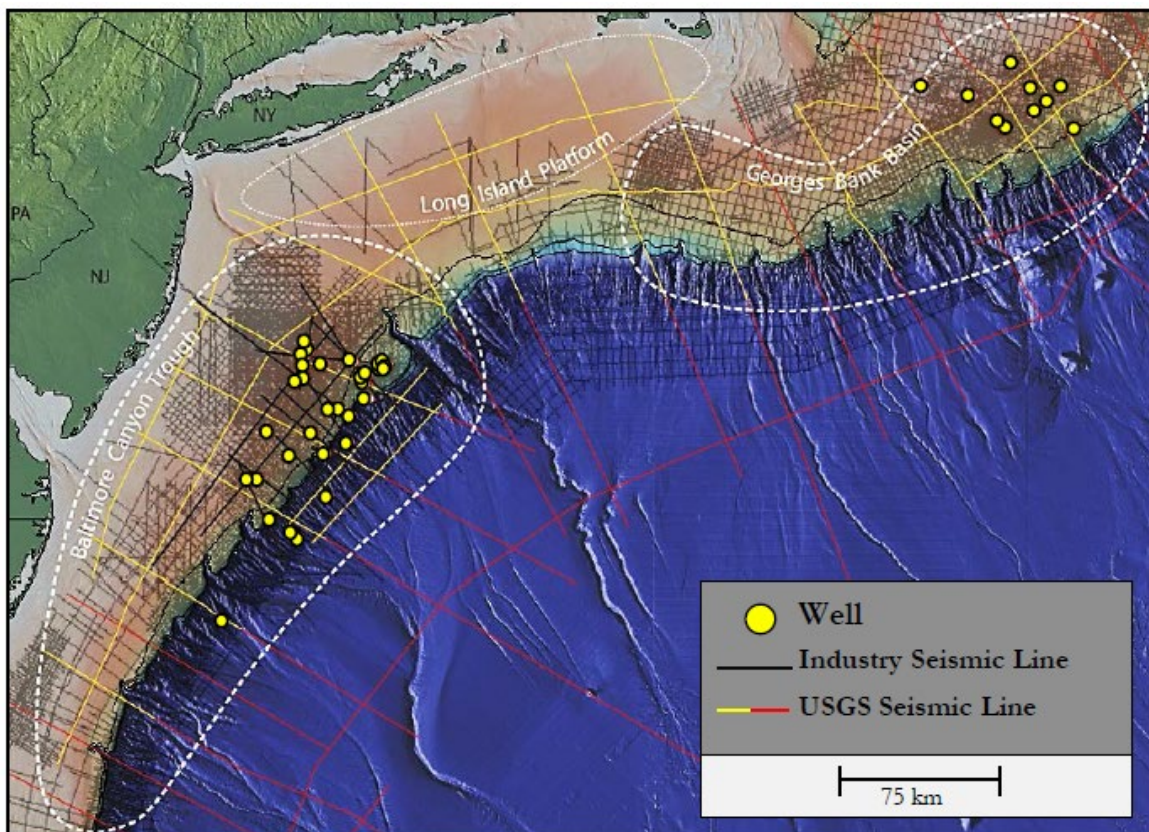 NY
PA
NJ
Long Island Platform
Georges Bank Basin
Baltimore Canyon Trough
Well
Industry Seismic Line
USGS Seismic Line
75 km